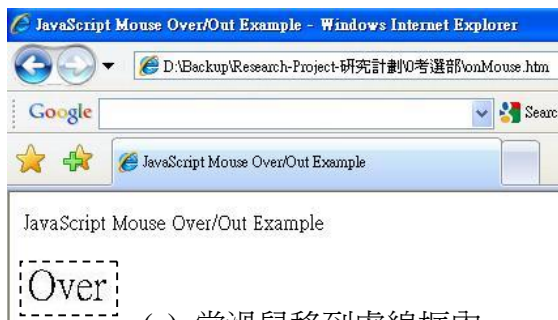 JavaScript Mouse Over/Out Example - Windows Internet Explorer
D:\Backup\Research-Project-研究計劃\0考選部\onMouse.htm
Google
Searc
JavaScript Mouse Over/Out Example
JavaScript Mouse Over/Out Example
Over
當滑鼠移到虛線框內